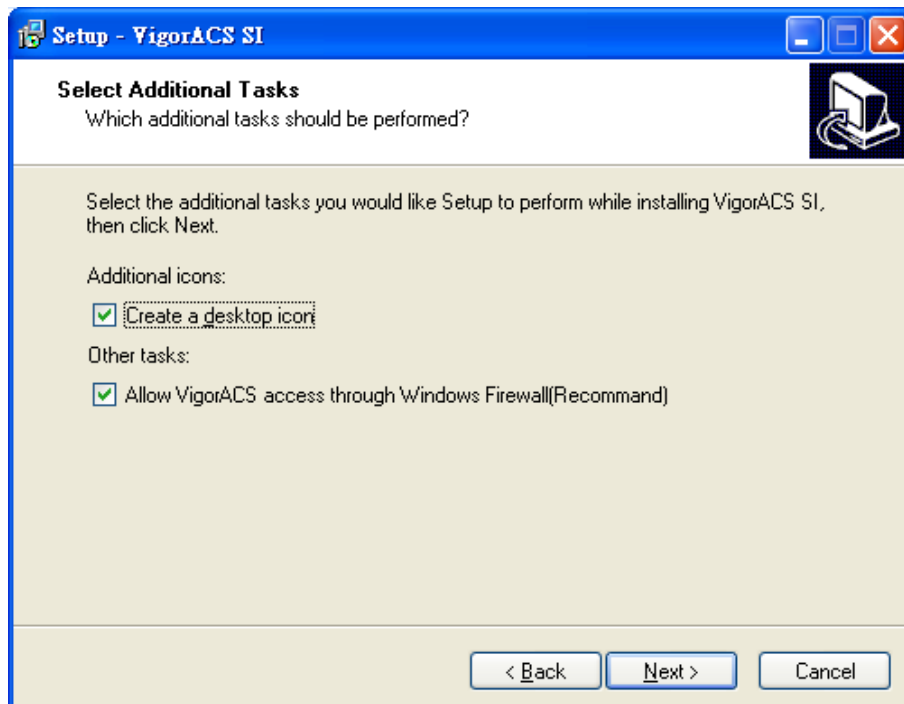 Setup - VigorACS SI
Select Additional Tasks
Which additional tasks should be performed?
Select the additional tasks you would like Setup to perform while installing VigorACS SI,
then click Next.
Additional icons:
Create a desktop icon
Other tasks:
Allow VigorACS access through Windows Firewall(Recommand)
< Back
Next >
Cancel